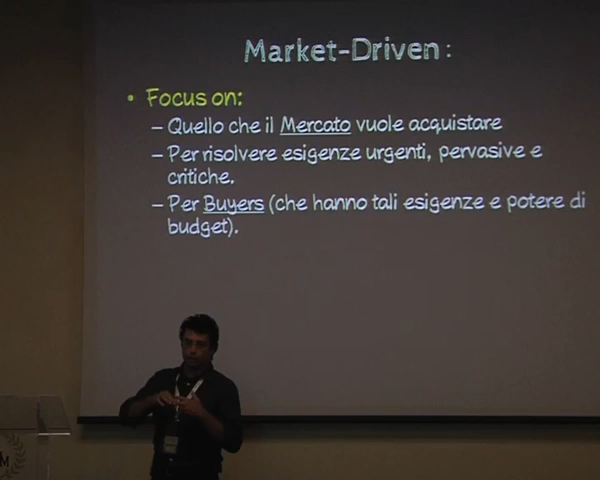 Market-Driven:
• Focus on:
– Quello che il Mercato vuole acquistare
– Per risolvere esigenze urgenti, pervasive e
critiche.
– Per Buyers (che hanno tali esigenze e potere di
budget).
M